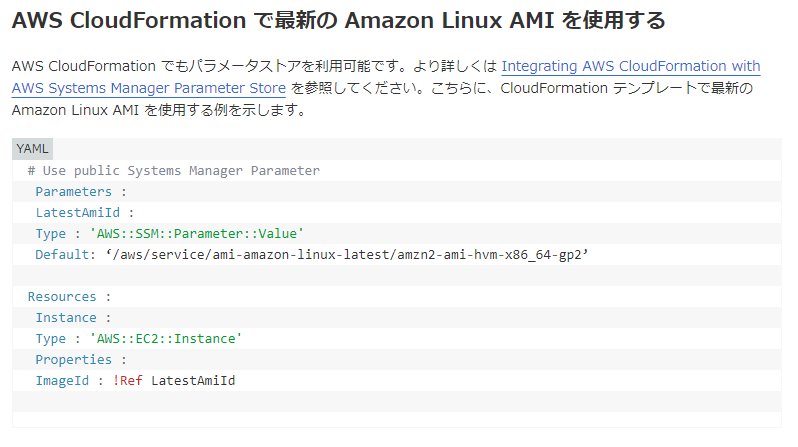 AWS CloudFormation で最新の Amazon Linux AMI を使用する
AWS CloudFormation でもパラメータストアを利用可能です。より詳しくは Integrating AWS CloudFormation with
AWS Systems Manager Parameter Store を参照してください。こちらに、CloudFormation テンプレートで最新の
Amazon Linux AMI を使用する例を示します。
YAML
# Use public Systems Manager Parameter
Parameters :
LatestAmiId :
Type : 'AWS::SSM::Parameter::Value'
Default: ‘/aws/service/ami-amazon-linux-latest/amzn2-ami-hvm-x86_64-gp2’
Resources :
Instance :
Type : 'AWS::EC2::Instance'
Properties :
ImageId : !Ref LatestAmiId